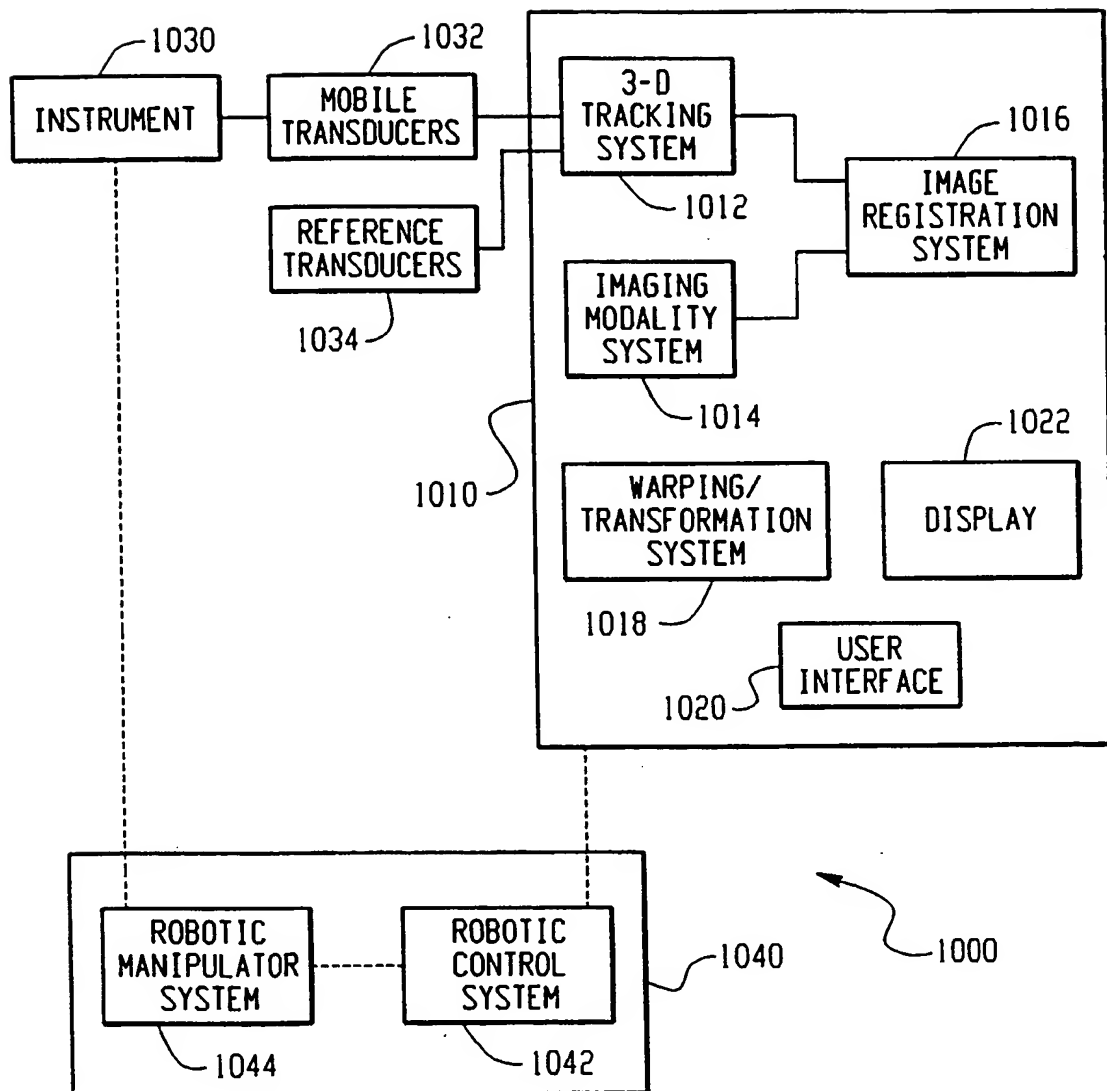 1030
INSTRUMENT
1032
MOBILE
TRANSDUCERS
REFERENCE
TRANSDUCERS
1034
3-D
TRACKING
SYSTEM
1012
1016
IMAGE
REGISTRATION
SYSTEM
IMAGING
MODALITY
SYSTEM
1014
1010
WARPING/
TRANSFORMATION
SYSTEM
1018
1022
DISPLAY
USER
INTERFACE
1020
ROBOTIC
MANIPULATOR
SYSTEM
1044
ROBOTIC
CONTROL
SYSTEM
1042
1040
1000